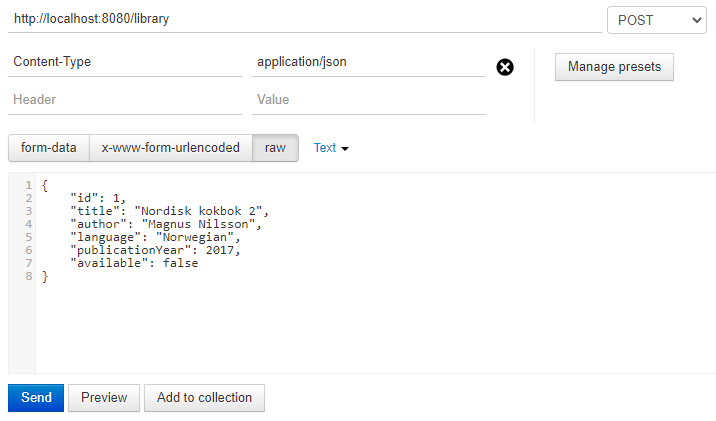 http://localhost:8080/library POST
Content-Type application/json
Manage presets
Header Value
form-data x-www-form-urlencoded raw Text
1 {
2     "id": 1,
3     "title": "Nordisk kokbok 2",
4     "author": "Magnus Nilsson",
5     "language": "Norwegian",
6     "publicationYear": 2017,
7     "available": false
8 }
Send Preview Add to collection